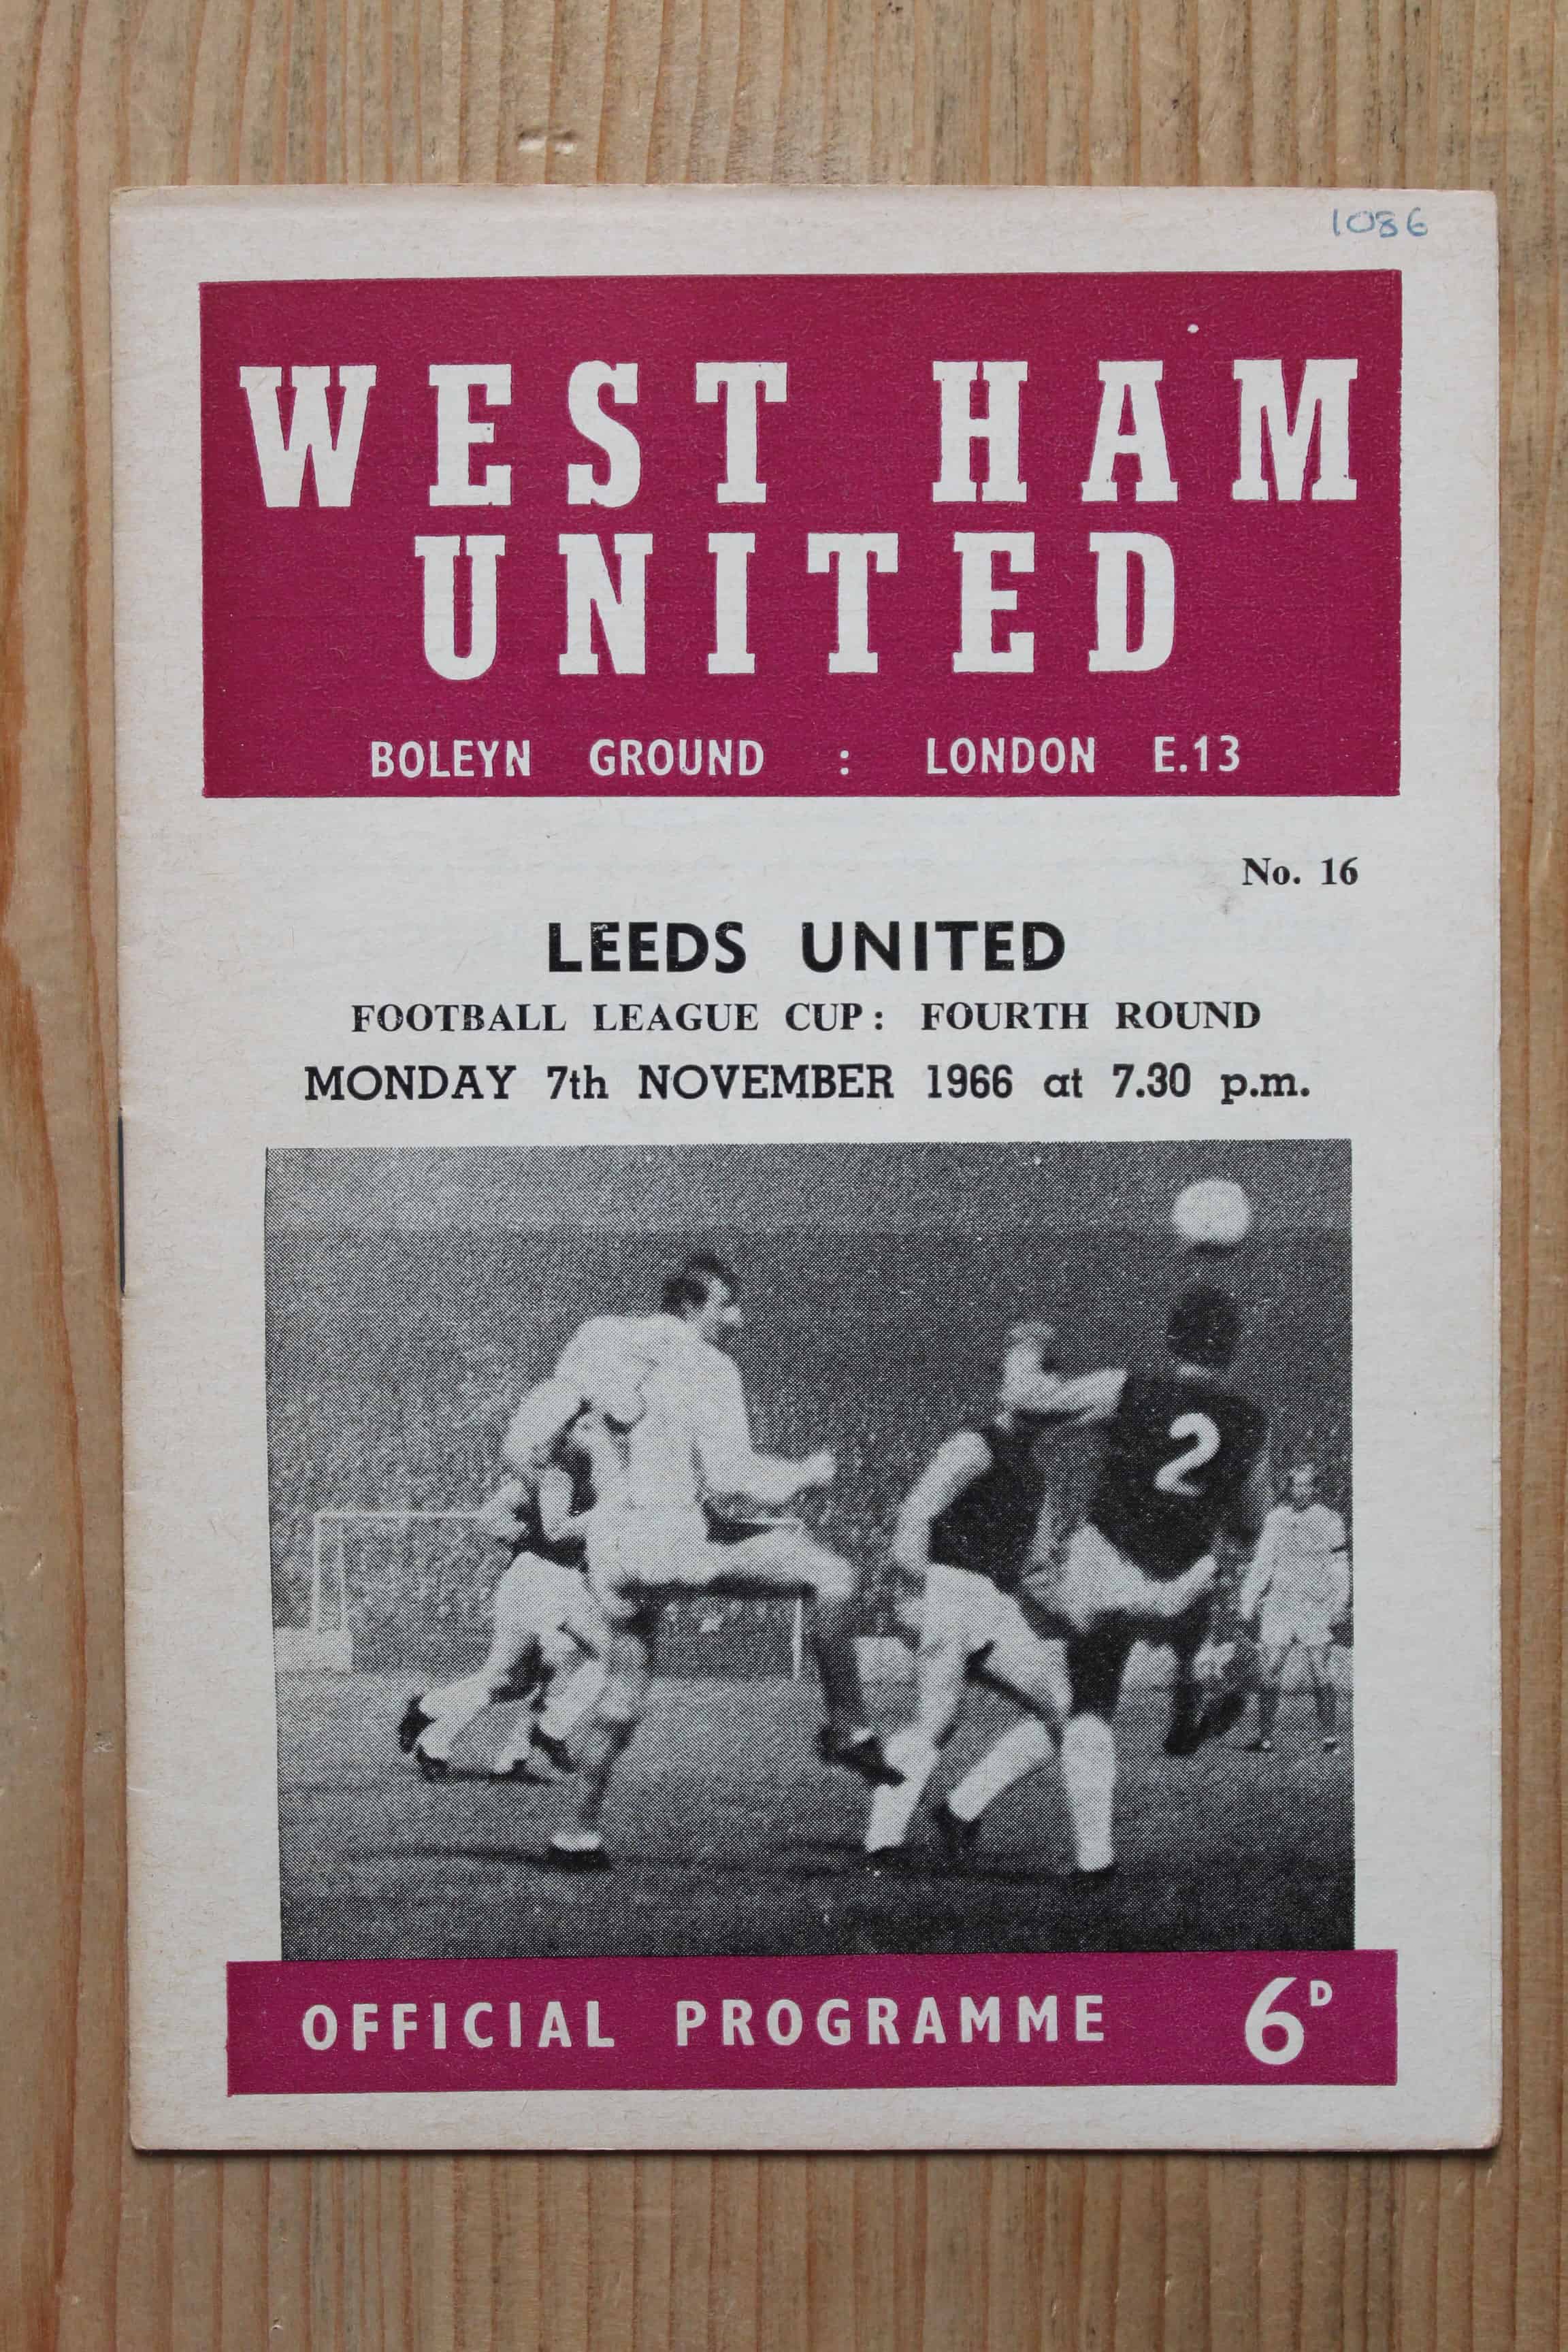 1086
WEST HAM
UNITED
BOLEYN GROUND : LONDON E.13
No. 16
LEEDS UNITED
FOOTBALL LEAGUE CUP: FOURTH ROUND
MONDAY 7th NOVEMBER 1966 at 7.30 p.m.
2
OFFICIAL PROGRAMME 6D